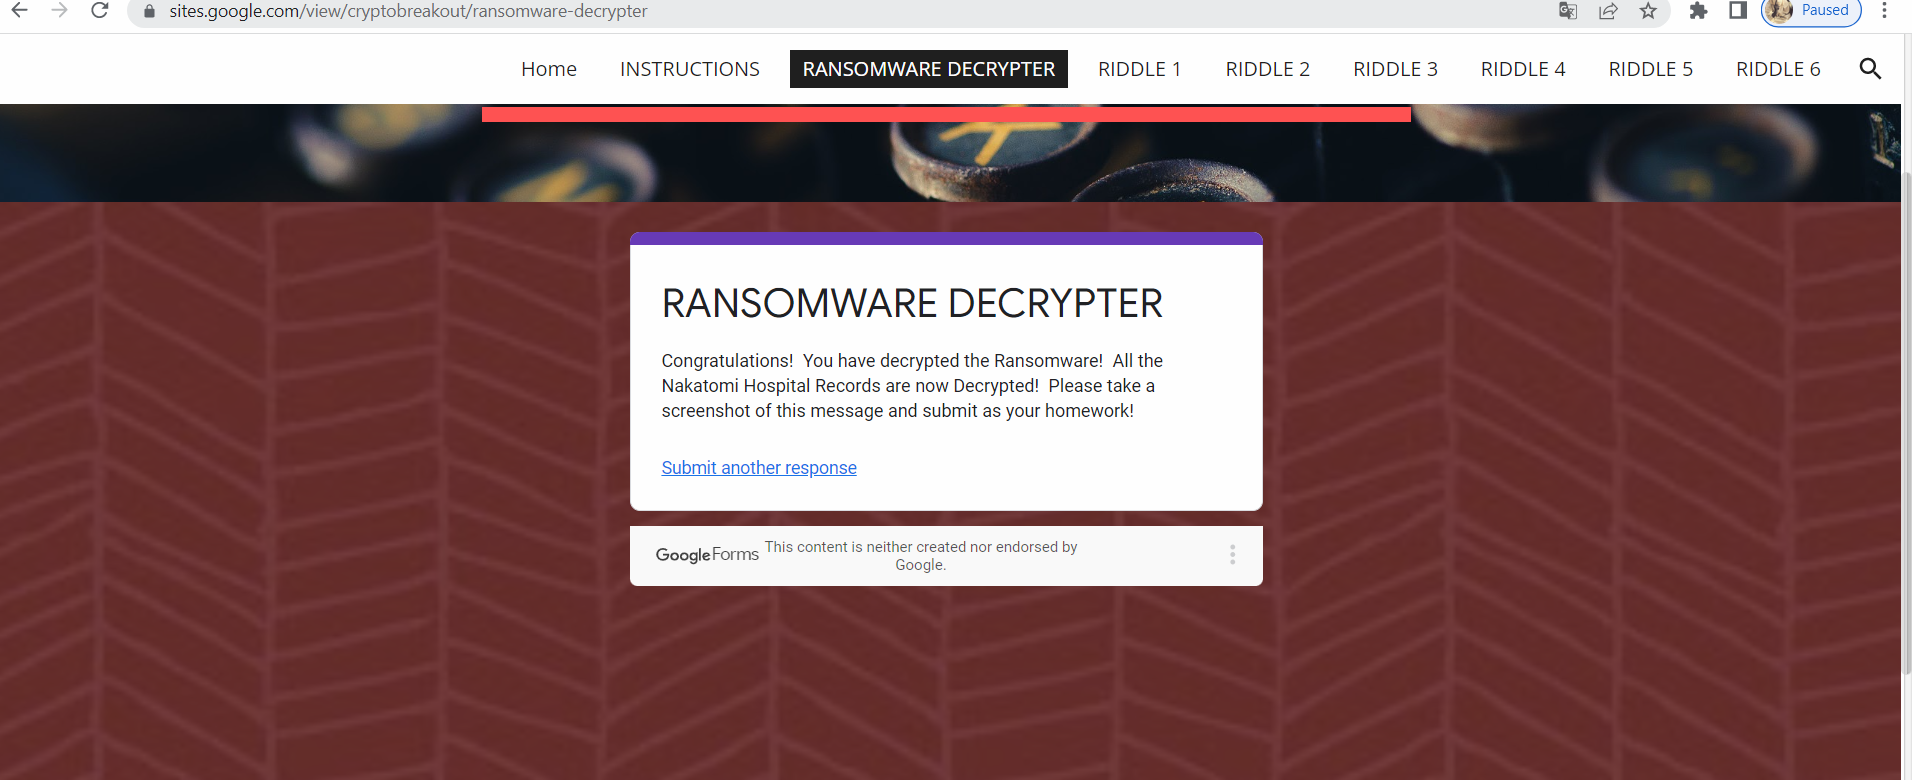 sites.google.com/view/cryptobreakout/ransomware-decrypter
Paused
Home INSTRUCTIONS RANSOMWARE DECRYPTER RIDDLE 1 RIDDLE 2 RIDDLE 3 RIDDLE 4 RIDDLE 5 RIDDLE 6
RANSOMWARE DECRYPTER
Congratulations!  You have decrypted the Ransomware!  All the
Nakatomi Hospital Records are now Decrypted!  Please take a
screenshot of this message and submit as your homework!
Submit another response
Google Forms
This content is neither created nor endorsed by
Google.